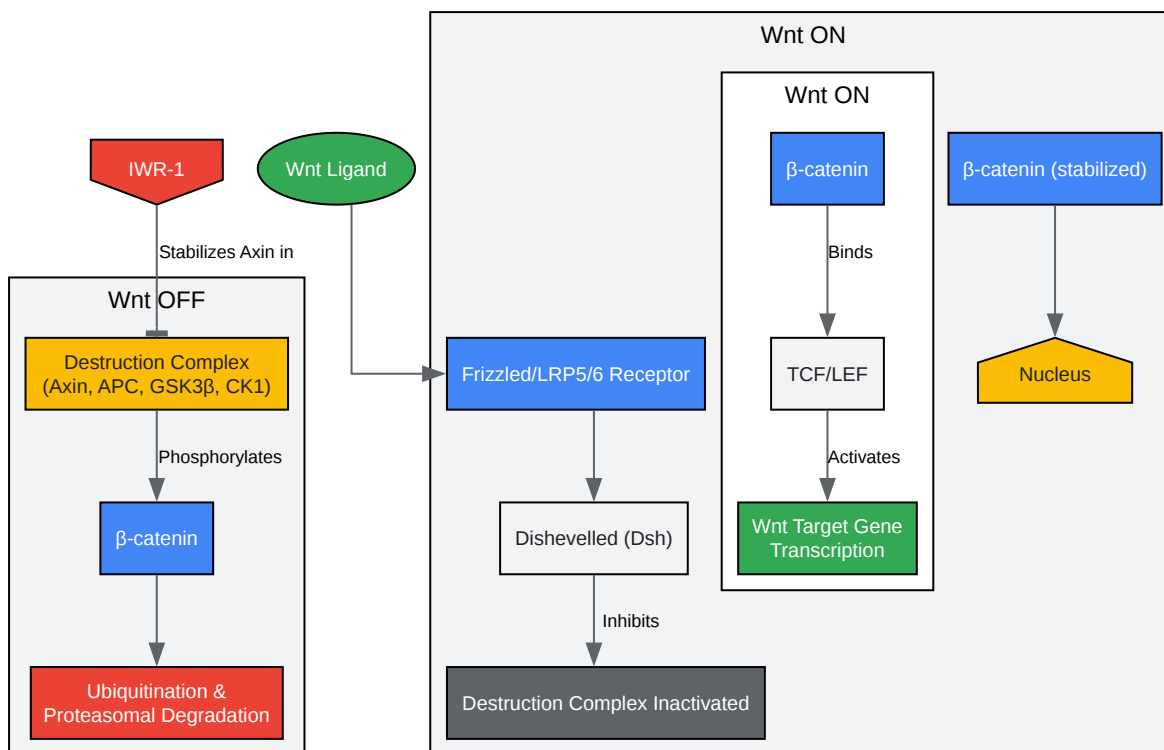 Wnt ON
Wnt ON
IWR-1
Wnt Ligand
β-catenin
β-catenin (stabilized)
Stabilizes Axin in
Binds
Wnt OFF
Destruction Complex
(Axin, APC, GSK3β, CK1)
Frizzled/LRP5/6 Receptor
TCF/LEF
Nucleus
Phosphorylates
Activates
β-catenin
Dishevelled (Dsh)
Wnt Target Gene
Transcription
Inhibits
Ubiquitination &
Proteasomal Degradation
Destruction Complex Inactivated